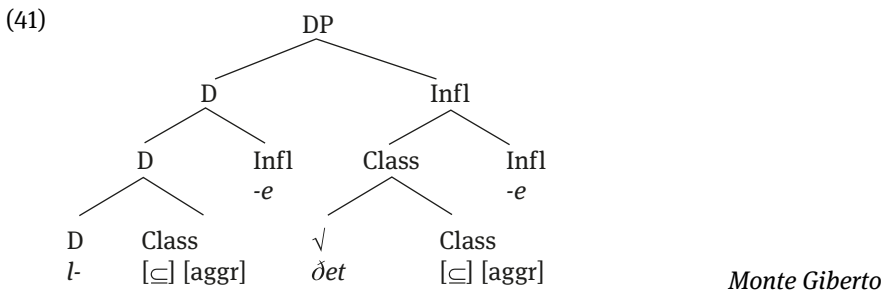 (41)
DP
D Infl
D Infl Class Infl
-e -e
D Class √ Class
l- [⊆] [aggr] ðet [⊆] [aggr] Monte Giberto